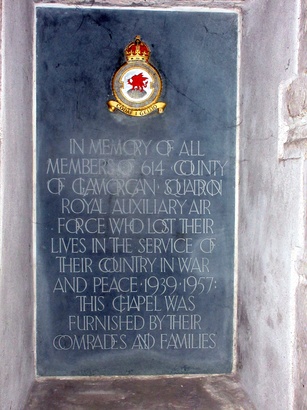 IN MEMORY OF ALL
MEMBERS OF 614 · COUNTY
OF GLAMORGAN · SQUADRON
ROYAL AUXILIARY AIR
FORCE WHO LOST THEIR
LIVES IN THE SERVICE OF
THEIR COUNTRY IN WAR
AND PEACE · 1939-1957:
THIS CHAPEL WAS
FURNISHED BY THEIR
COMRADES AND FAMILIES